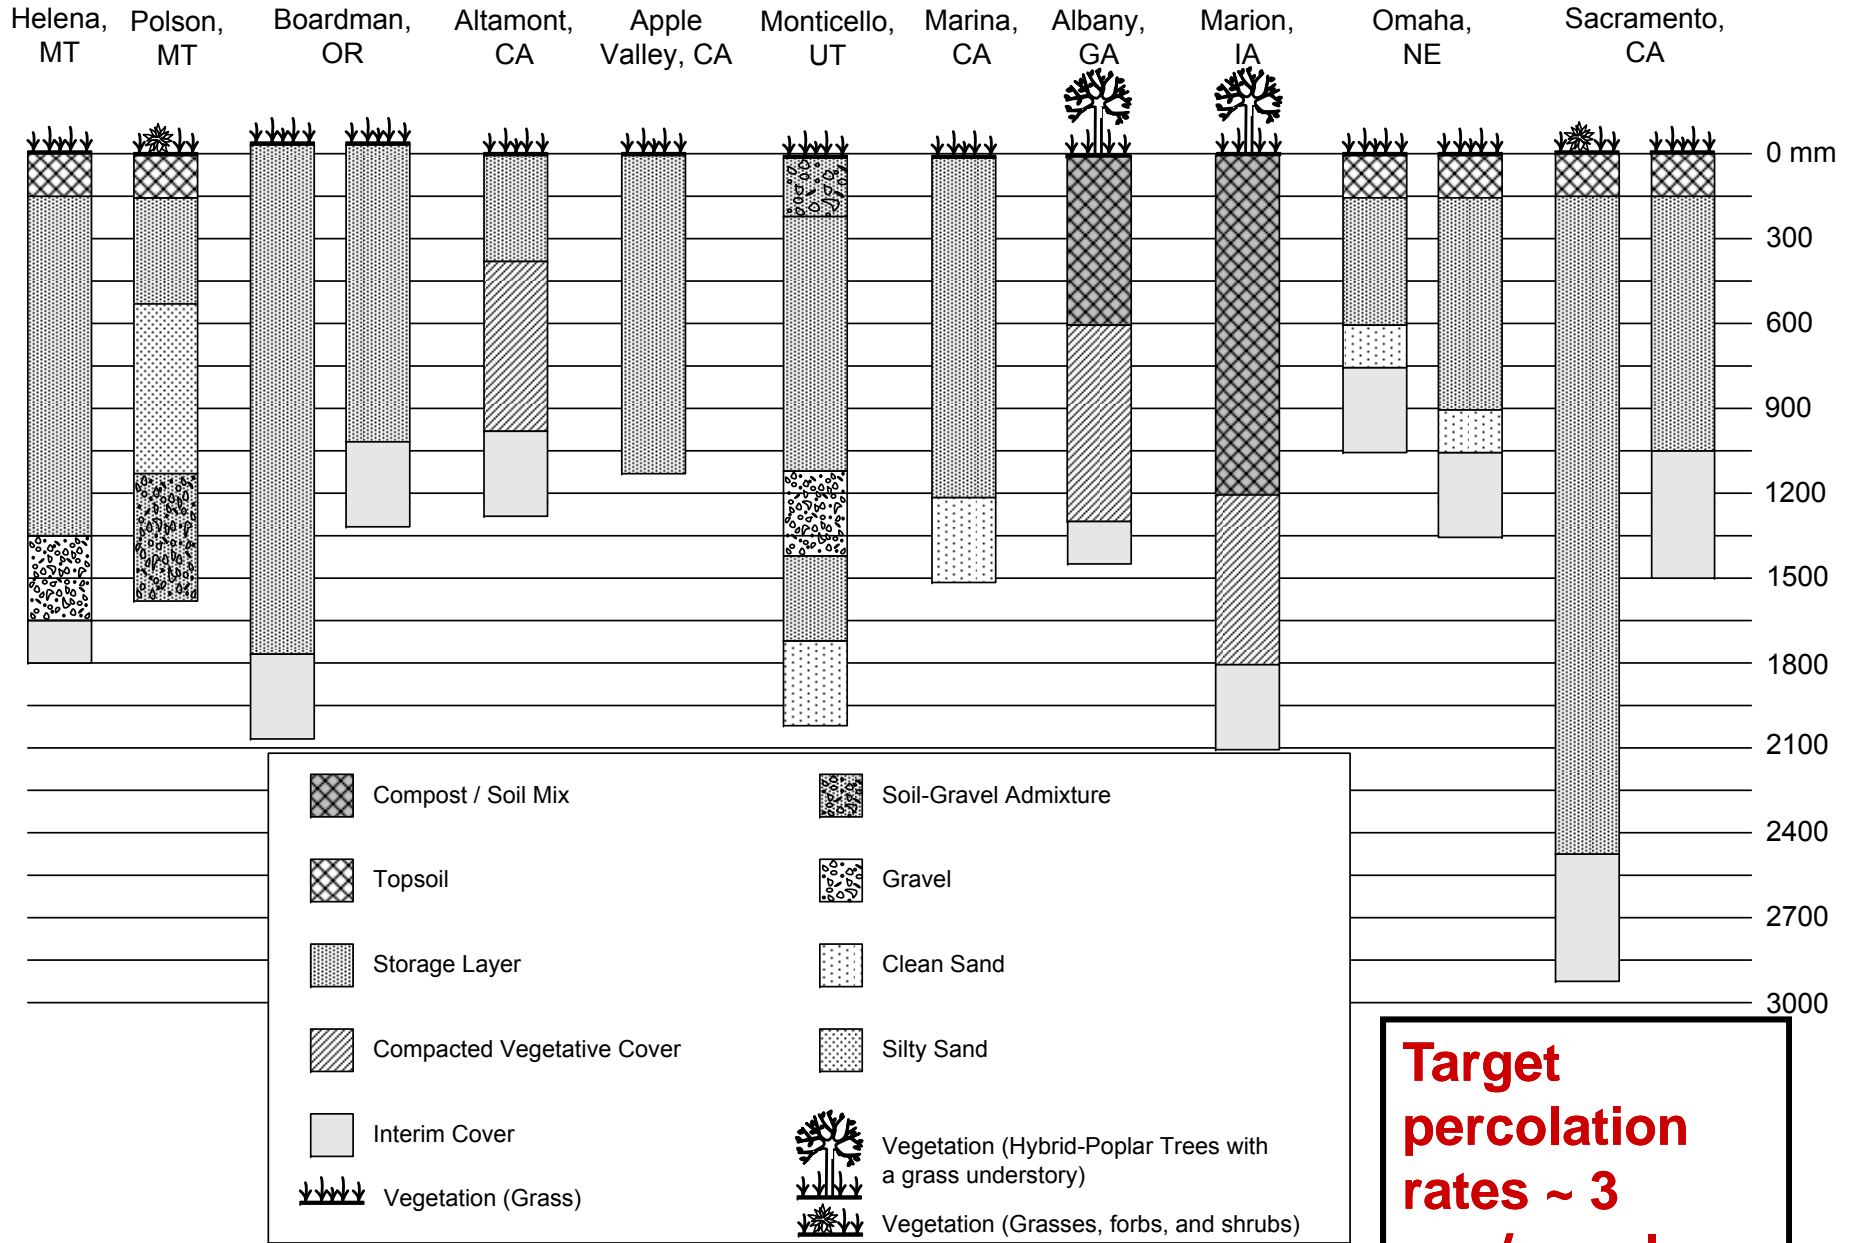 Helena,
MT
Polson,
MT
Boardman,
OR
Altamont,
CA
Apple
Valley, CA
Monticello,
UT
Marina,
CA
Albany,
GA
Marion,
IA
Omaha,
NE
Sacramento,
CA
0 mm
300
600
900
1200
1500
1800
2100
2400
2700
3000
Compost / Soil Mix
Topsoil
Storage Layer
Compacted Vegetative Cover
Interim Cover
Vegetation (Grass)
Soil-Gravel Admixture
Gravel
Clean Sand
Silty Sand
Vegetation (Hybrid-Poplar Trees with
a grass understory)
Vegetation (Grasses, forbs, and shrubs)
Target
percolation
rates ~ 3